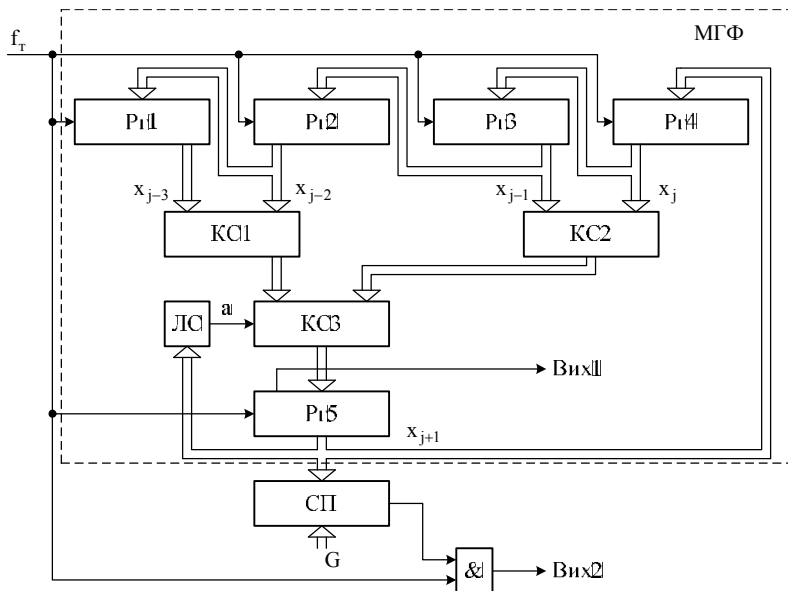 МГФ
fт
Рг1 Рг2 Рг3 Рг4
xj–3 xj–2 xj–1 xj
КС1 КС2
ЛС a КС3
Вих1
Рг5
xj+1
СП
G
& Вих2